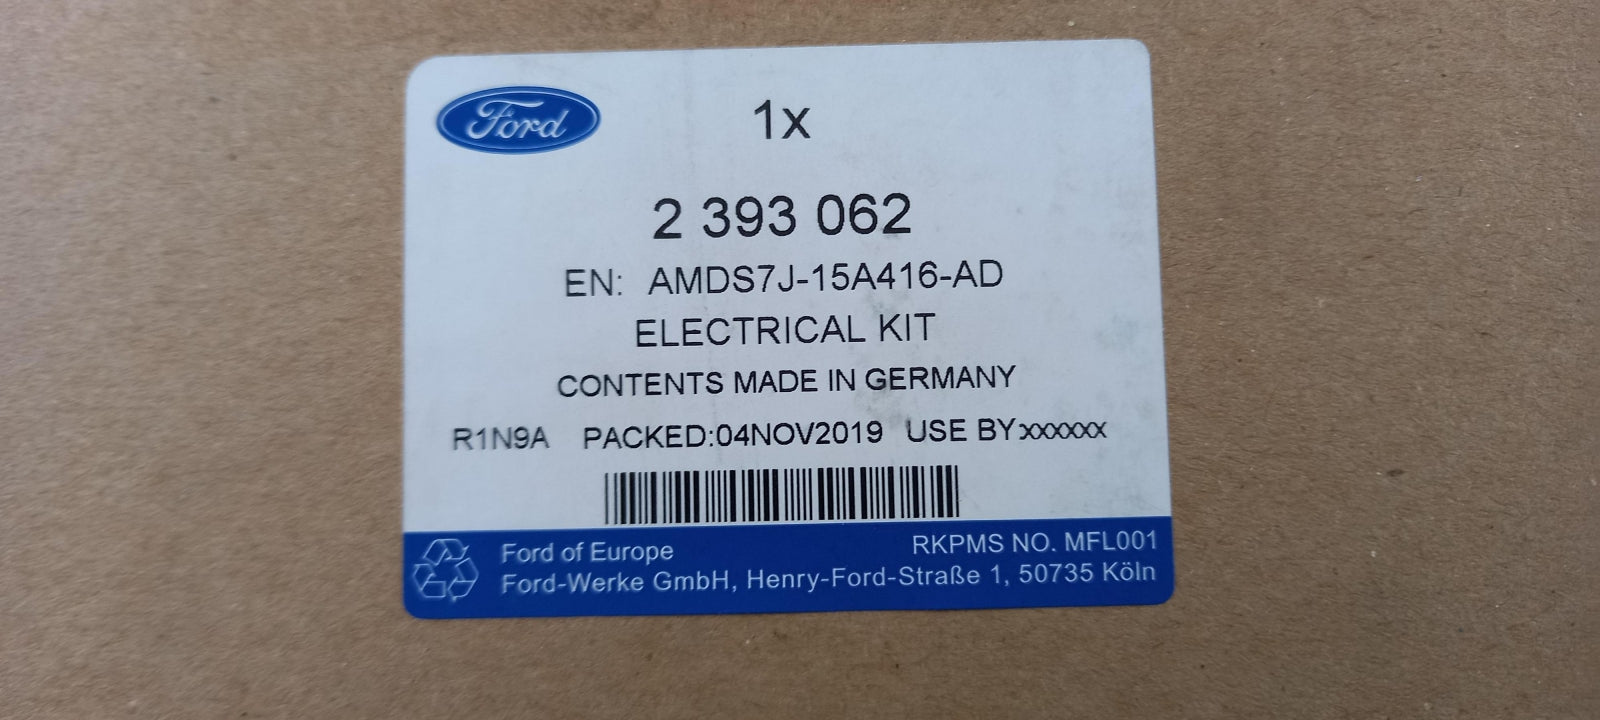 Ford
1x
2 393 062
EN: AMDS7J-15A416-AD
ELECTRICAL KIT
CONTENTS MADE IN GERMANY
R1N9A PACKED:04NOV2019 USE BYxxxxxx
Ford of Europe RKPMS NO. MFL001
Ford-Werke GmbH, Henry-Ford-Straße 1, 50735 Köln